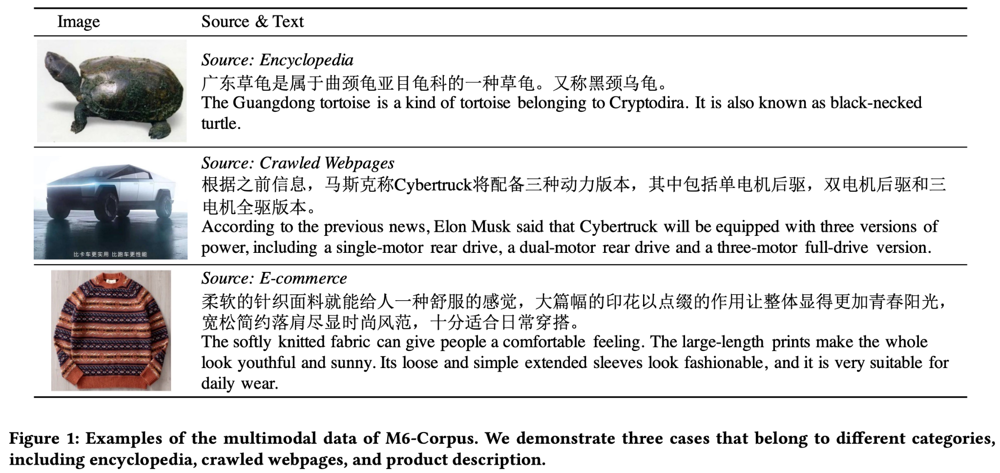 Image
Source & Text
Source: Encyclopedia
广东草龟是属于曲颈龟亚目龟科的一种草龟。又称黑颈乌龟。
The Guangdong tortoise is a kind of tortoise belonging to Cryptodira. It is also known as black-necked
turtle.
Source: Crawled Webpages
根据之前信息，马斯克称Cybertruck将配备三种动力版本，其中包括单电机后驱，双电机后驱和三
电机全驱版本。
According to the previous news, Elon Musk said that Cybertruck will be equipped with three versions of
power, including a single-motor rear drive, a dual-motor rear drive and a three-motor full-drive version.
比卡车更实用 比跑车更性能
Source: E-commerce
柔软的针织面料就能给人一种舒服的感觉，大篇幅的印花以点缀的作用让整体显得更加青春阳光，
宽松简约落肩尽显时尚风范，十分适合日常穿搭。
The softly knitted fabric can give people a comfortable feeling. The large-length prints make the whole
look youthful and sunny. Its loose and simple extended sleeves look fashionable, and it is very suitable for
daily wear.
Figure 1: Examples of the multimodal data of M6-Corpus. We demonstrate three cases that belong to different categories,
including encyclopedia, crawled webpages, and product description.